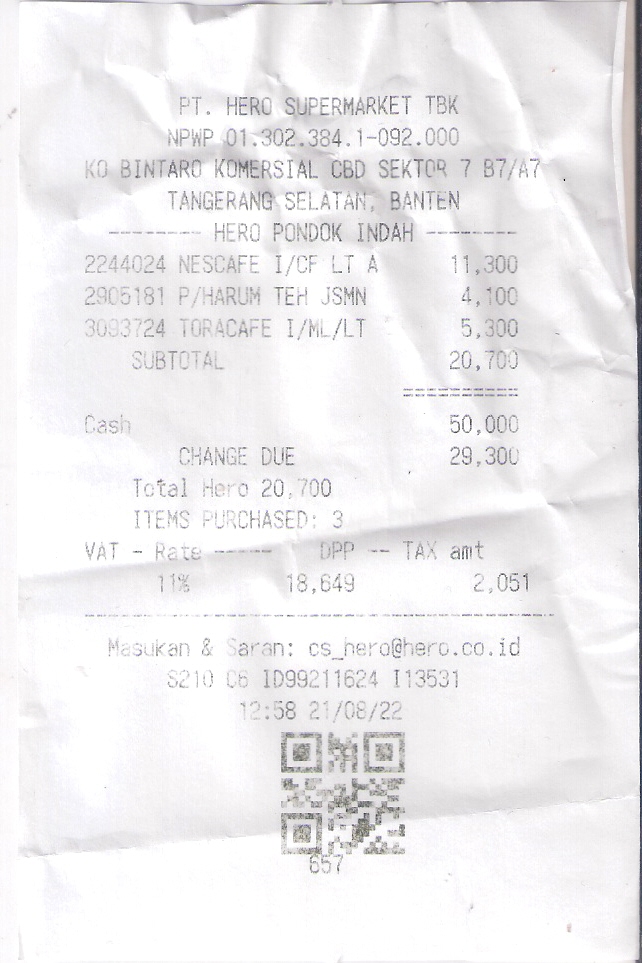 PT. HERO SUPERMARKET TBK
NPWP 01.302.384.1-092.000
KO BINTARO KOMERSIAL CBD SEKTOR 7 B7/A7
TANGERANG SELATAN, BANTEN
-------- HERO PONDOK INDAH --------
2244024 NESCAFE I/CF LT A 11,300
2905181 P/HARUM TEH JSMN 4,100
3093724 TORACAFE I/ML/LT 5,300
SUBTOTAL 20,700
==========
Cash 50,000
CHANGE DUE 29,300
Total Hero 20,700
ITEMS PURCHASED: 3
VAT - Rate ----- DPP -- TAX amt
11% 18,649 2,051
----------------------------------------
Masukan & Saran: cs_hero@hero.co.id
S210 C6 ID99211624 I13531
12:58 21/08/22
657